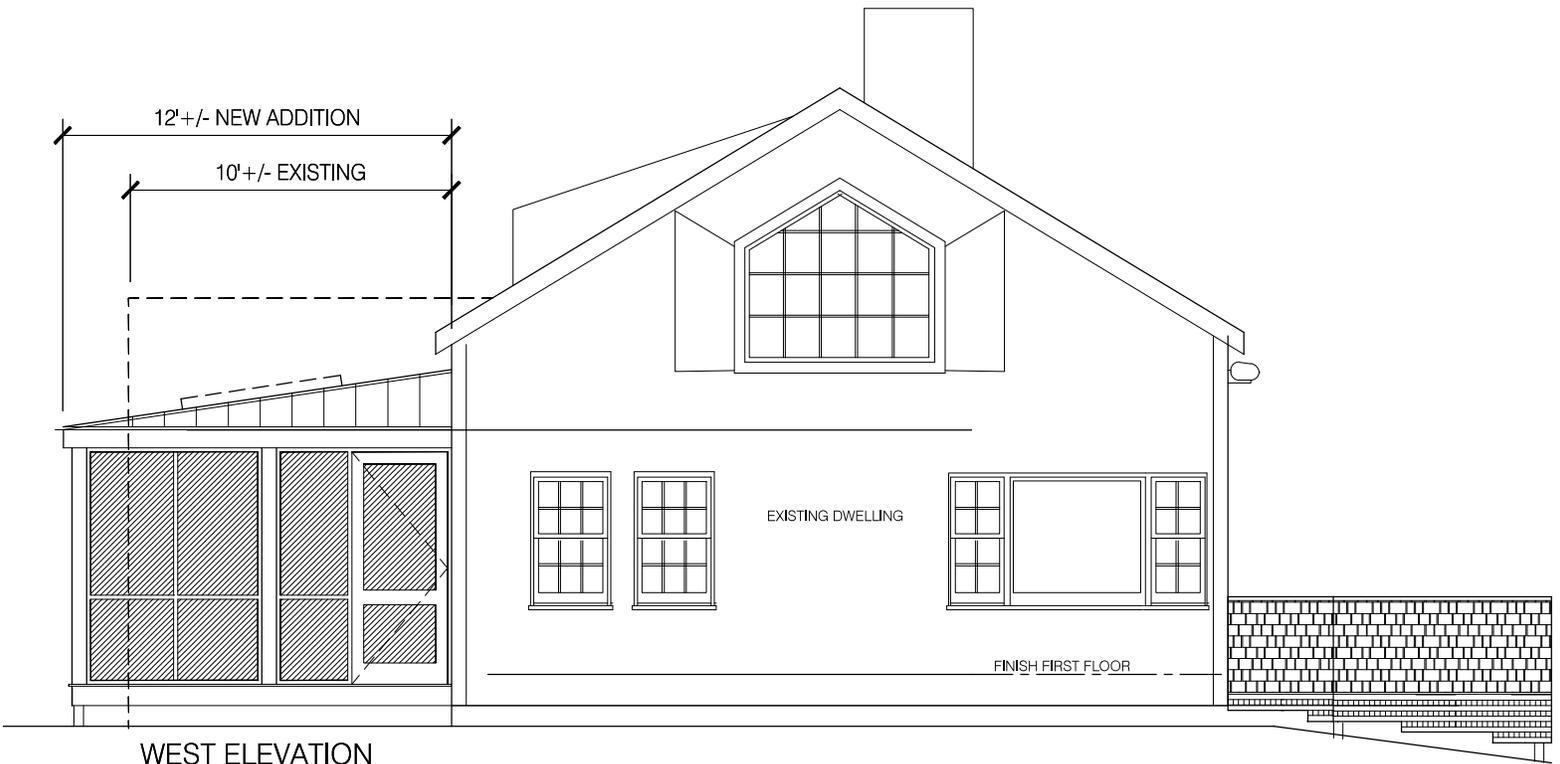 12'+/- NEW ADDITION
10'+/- EXISTING
EXISTING DWELLING
FINISH FIRST FLOOR
WEST ELEVATION